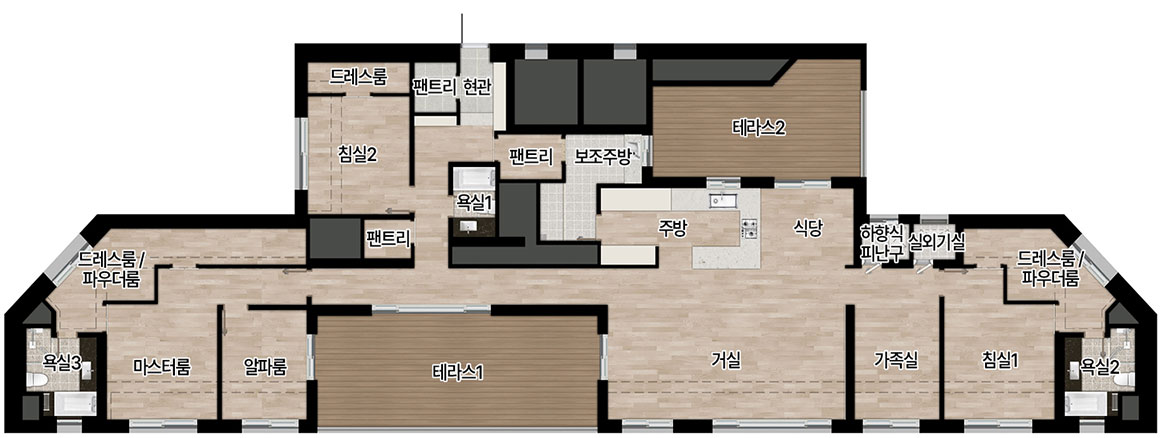 드레스룸
팬트리
현관
테라스2
침실2
팬트리
보조주방
욕실1
주방
식당
팬트리
하향식
피난구
실외기실
드레스룸 /
파우더룸
드레스룸 /
파우더룸
욕실3
마스터룸
알파룸
테라스1
거실
가족실
침실1
욕실2